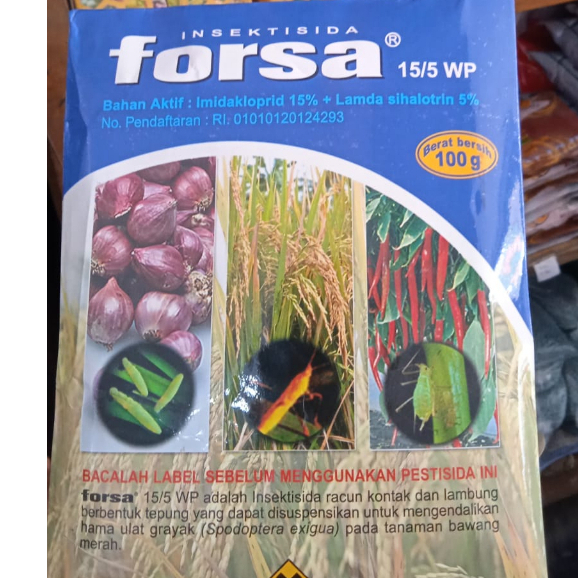 INSEKTISIDA
forsa®
15/5 WP
Bahan Aktif : Imidakloprid 15% + Lamda sihalotrin 5%
No. Pendaftaran : RI. 01010120124293
Berat bersih
100 g
BACALAH LABEL SEBELUM MENGGUNAKAN PESTISIDA INI
forsa® 15/5 WP adalah Insektisida racun kontak dan lambung
berbentuk tepung yang dapat disuspensikan untuk mengendalikan
hama ulat grayak (Spodoptera exigua) pada tanaman bawang
merah.